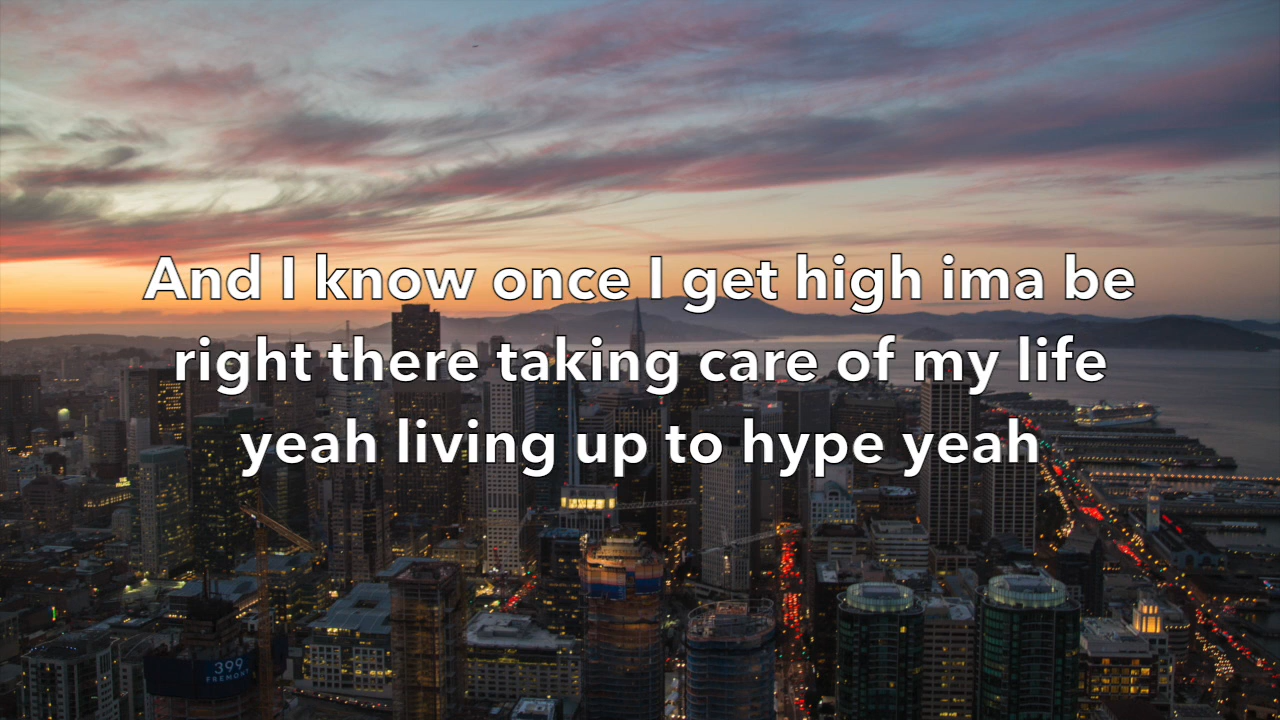 And I know once I get high ima be
right there taking care of my life
yeah living up to hype yeah
399
FREMONT